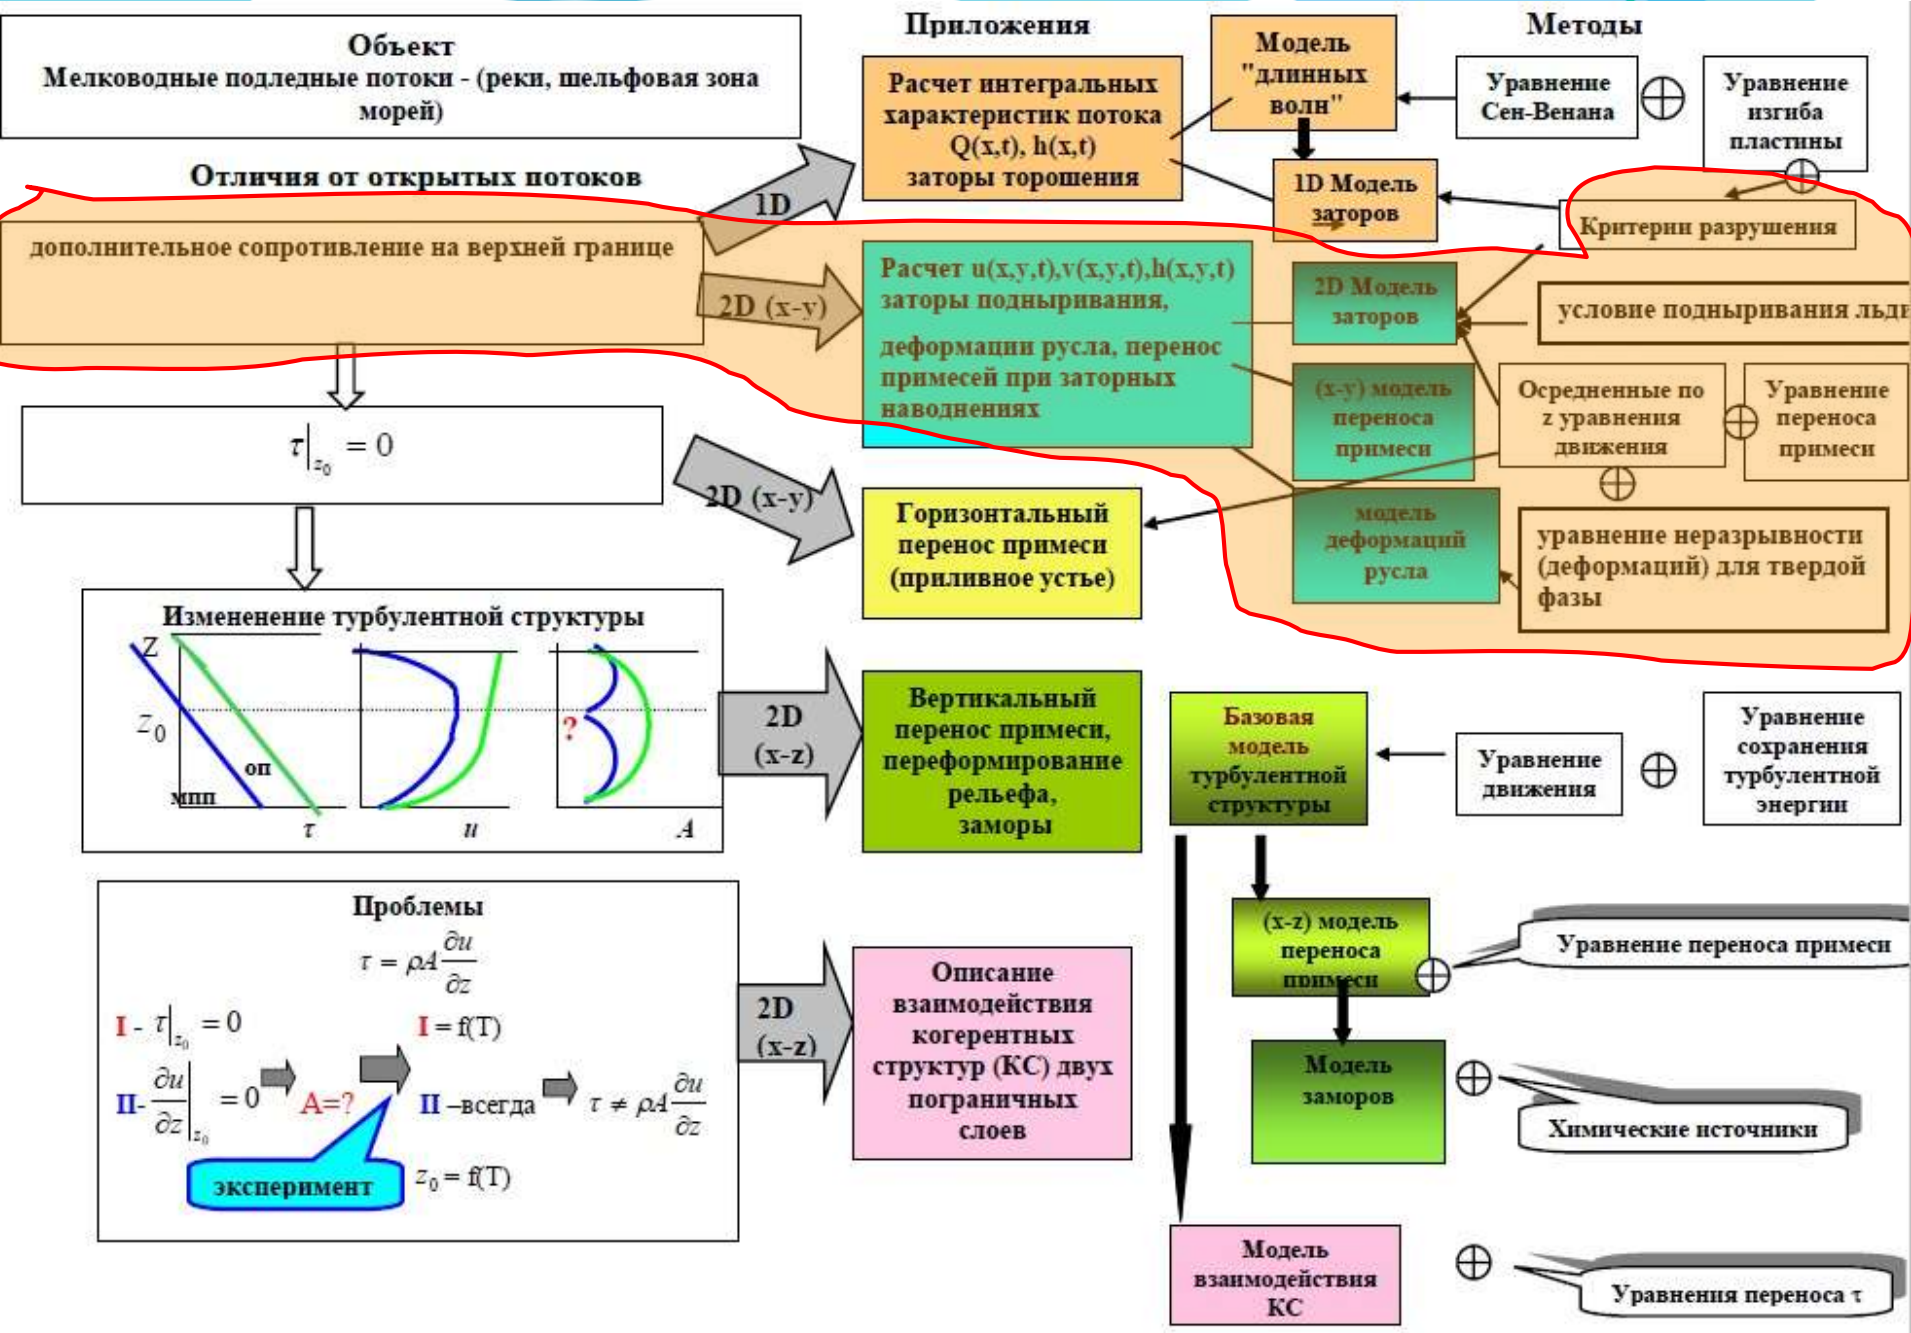 Объект
Мелководные подледные потоки - (реки, шельфовая зона
морей)
Отличия от открытых потоков
дополнительное сопротивление на верхней границе
τ|z₀ = 0
Измененение турбулентной структуры
Z
z₀
оп
мпп
τ
u
?
A
Проблемы
τ = ρA ∂u/∂z
I - τ|z₀ = 0
I = f(T)
II- ∂u/∂z|z₀ = 0
A=?
II –всегда
τ ≠ ρA ∂u/∂z
эксперимент
z₀ = f(T)
1D
2D (x-y)
2D (x-y)
2D
(x-z)
2D
(x-z)
Приложения
Расчет интегральных
характеристик потока
Q(x,t), h(x,t)
заторы торошения
Расчет u(x,y,t),v(x,y,t),h(x,y,t)
заторы подныривания,
деформации русла, перенос
примесей при заторных
наводнениях
Горизонтальный
перенос примеси
(приливное устье)
Вертикальный
перенос примеси,
переформирование
рельефа,
заморы
Описание
взаимодействия
когерентных
структур (КС) двух
пограничных
слоев
Модель
"длинных
волн"
1D Модель
заторов
2D Модель
заторов
(x-y) модель
переноса
примеси
модель
деформаций
русла
Базовая
модель
турбулентной
структуры
(x-z) модель
переноса
примеси
Модель
заморов
Модель
взаимодействия
КС
Методы
Уравнение
Сен-Венана
Уравнение
изгиба
пластины
Критерии разрушения
условие подныривания льди
Осредненные по
z уравнения
движения
Уравнение
переноса
примеси
уравнение неразрывности
(деформаций) для твердой
фазы
Уравнение
движения
Уравнение
сохранения
турбулентной
энергии
Уравнение переноса примеси
Химические источники
Уравнения переноса τ